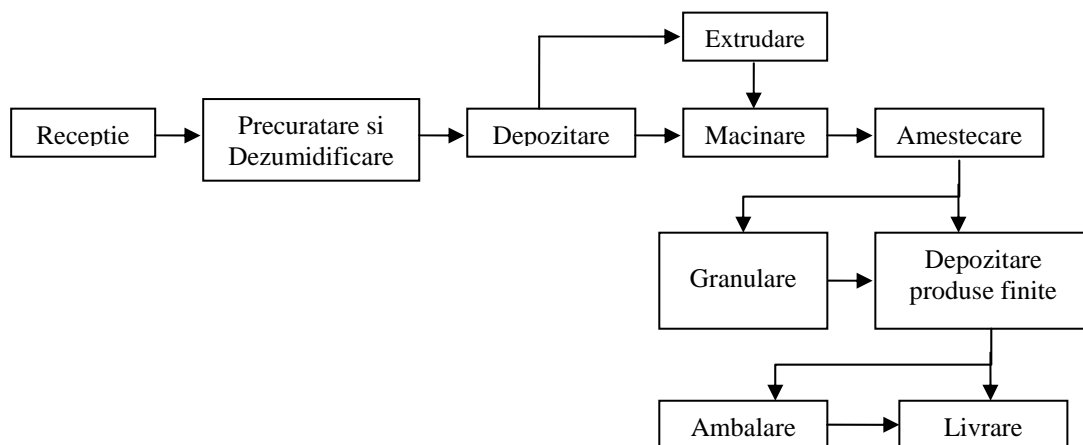 Extrudare
Receptie
Precuratare si
Dezumidificare
Depozitare
Macinare
Amestecare
Granulare
Depozitare
produse finite
Ambalare
Livrare